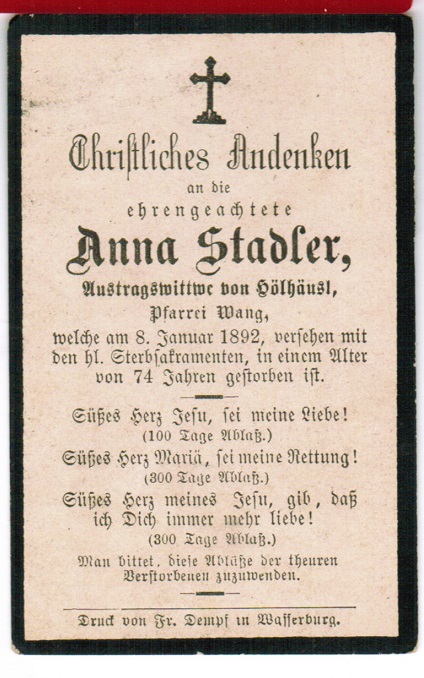 Christliches Andenken
an die
ehrengeachtete
Anna Stadler,
Austragswittwe von Hölhäusl,
Pfarrei Wang,
welche am 8. Januar 1892, versehen mit
den hl. Sterbsakramenten, in einem Alter
von 74 Jahren gestorben ist.
Süßes Herz Jesu, sei meine Liebe!
(100 Tage Ablaß.)
Süßes Herz Mariä, sei meine Rettung!
(300 Tage Ablaß.)
Süßes Herz meines Jesu, gib, daß
ich Dich immer mehr liebe!
(300 Tage Ablaß.)
Man bittet, diese Abläße der theuren
Verstorbenen zuzuwenden.
Druck von Fr. Dempf in Wasserburg.